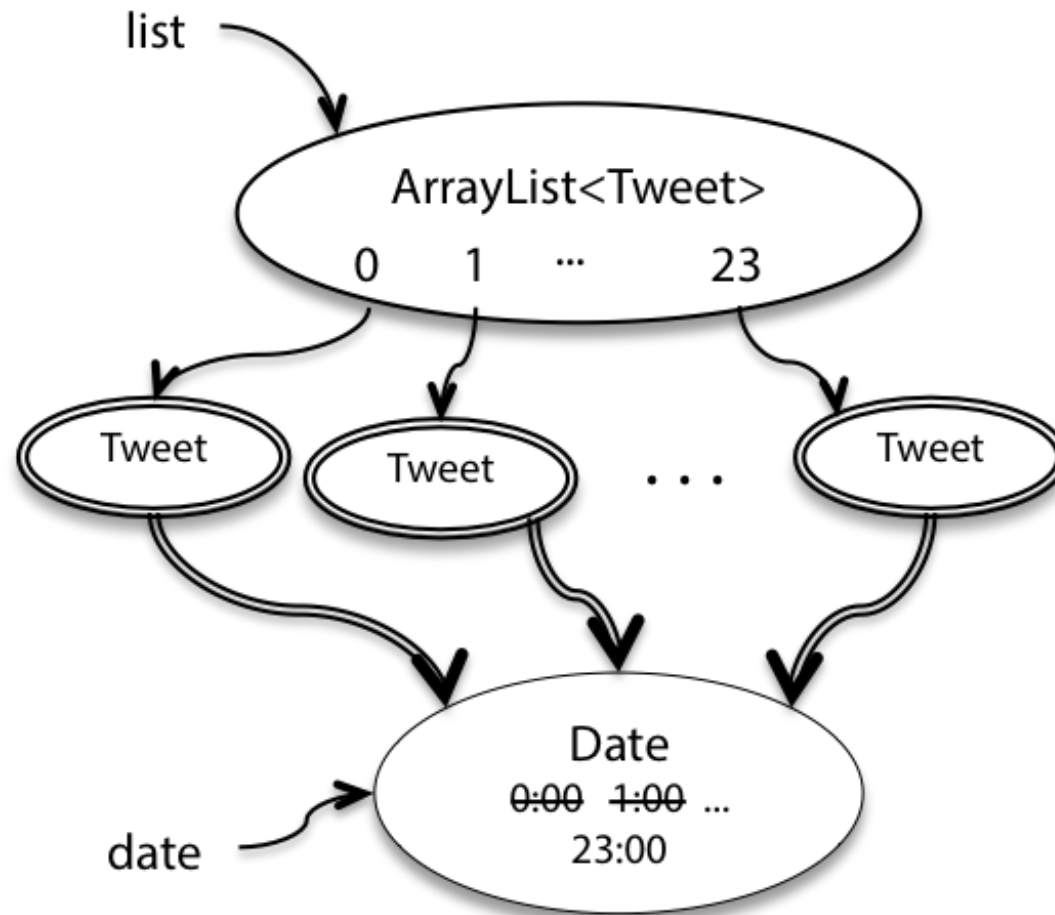 list
ArrayList<Tweet>
0 1 ... 23
Tweet Tweet . . . Tweet
Date
0:00 1:00 ...
23:00
date